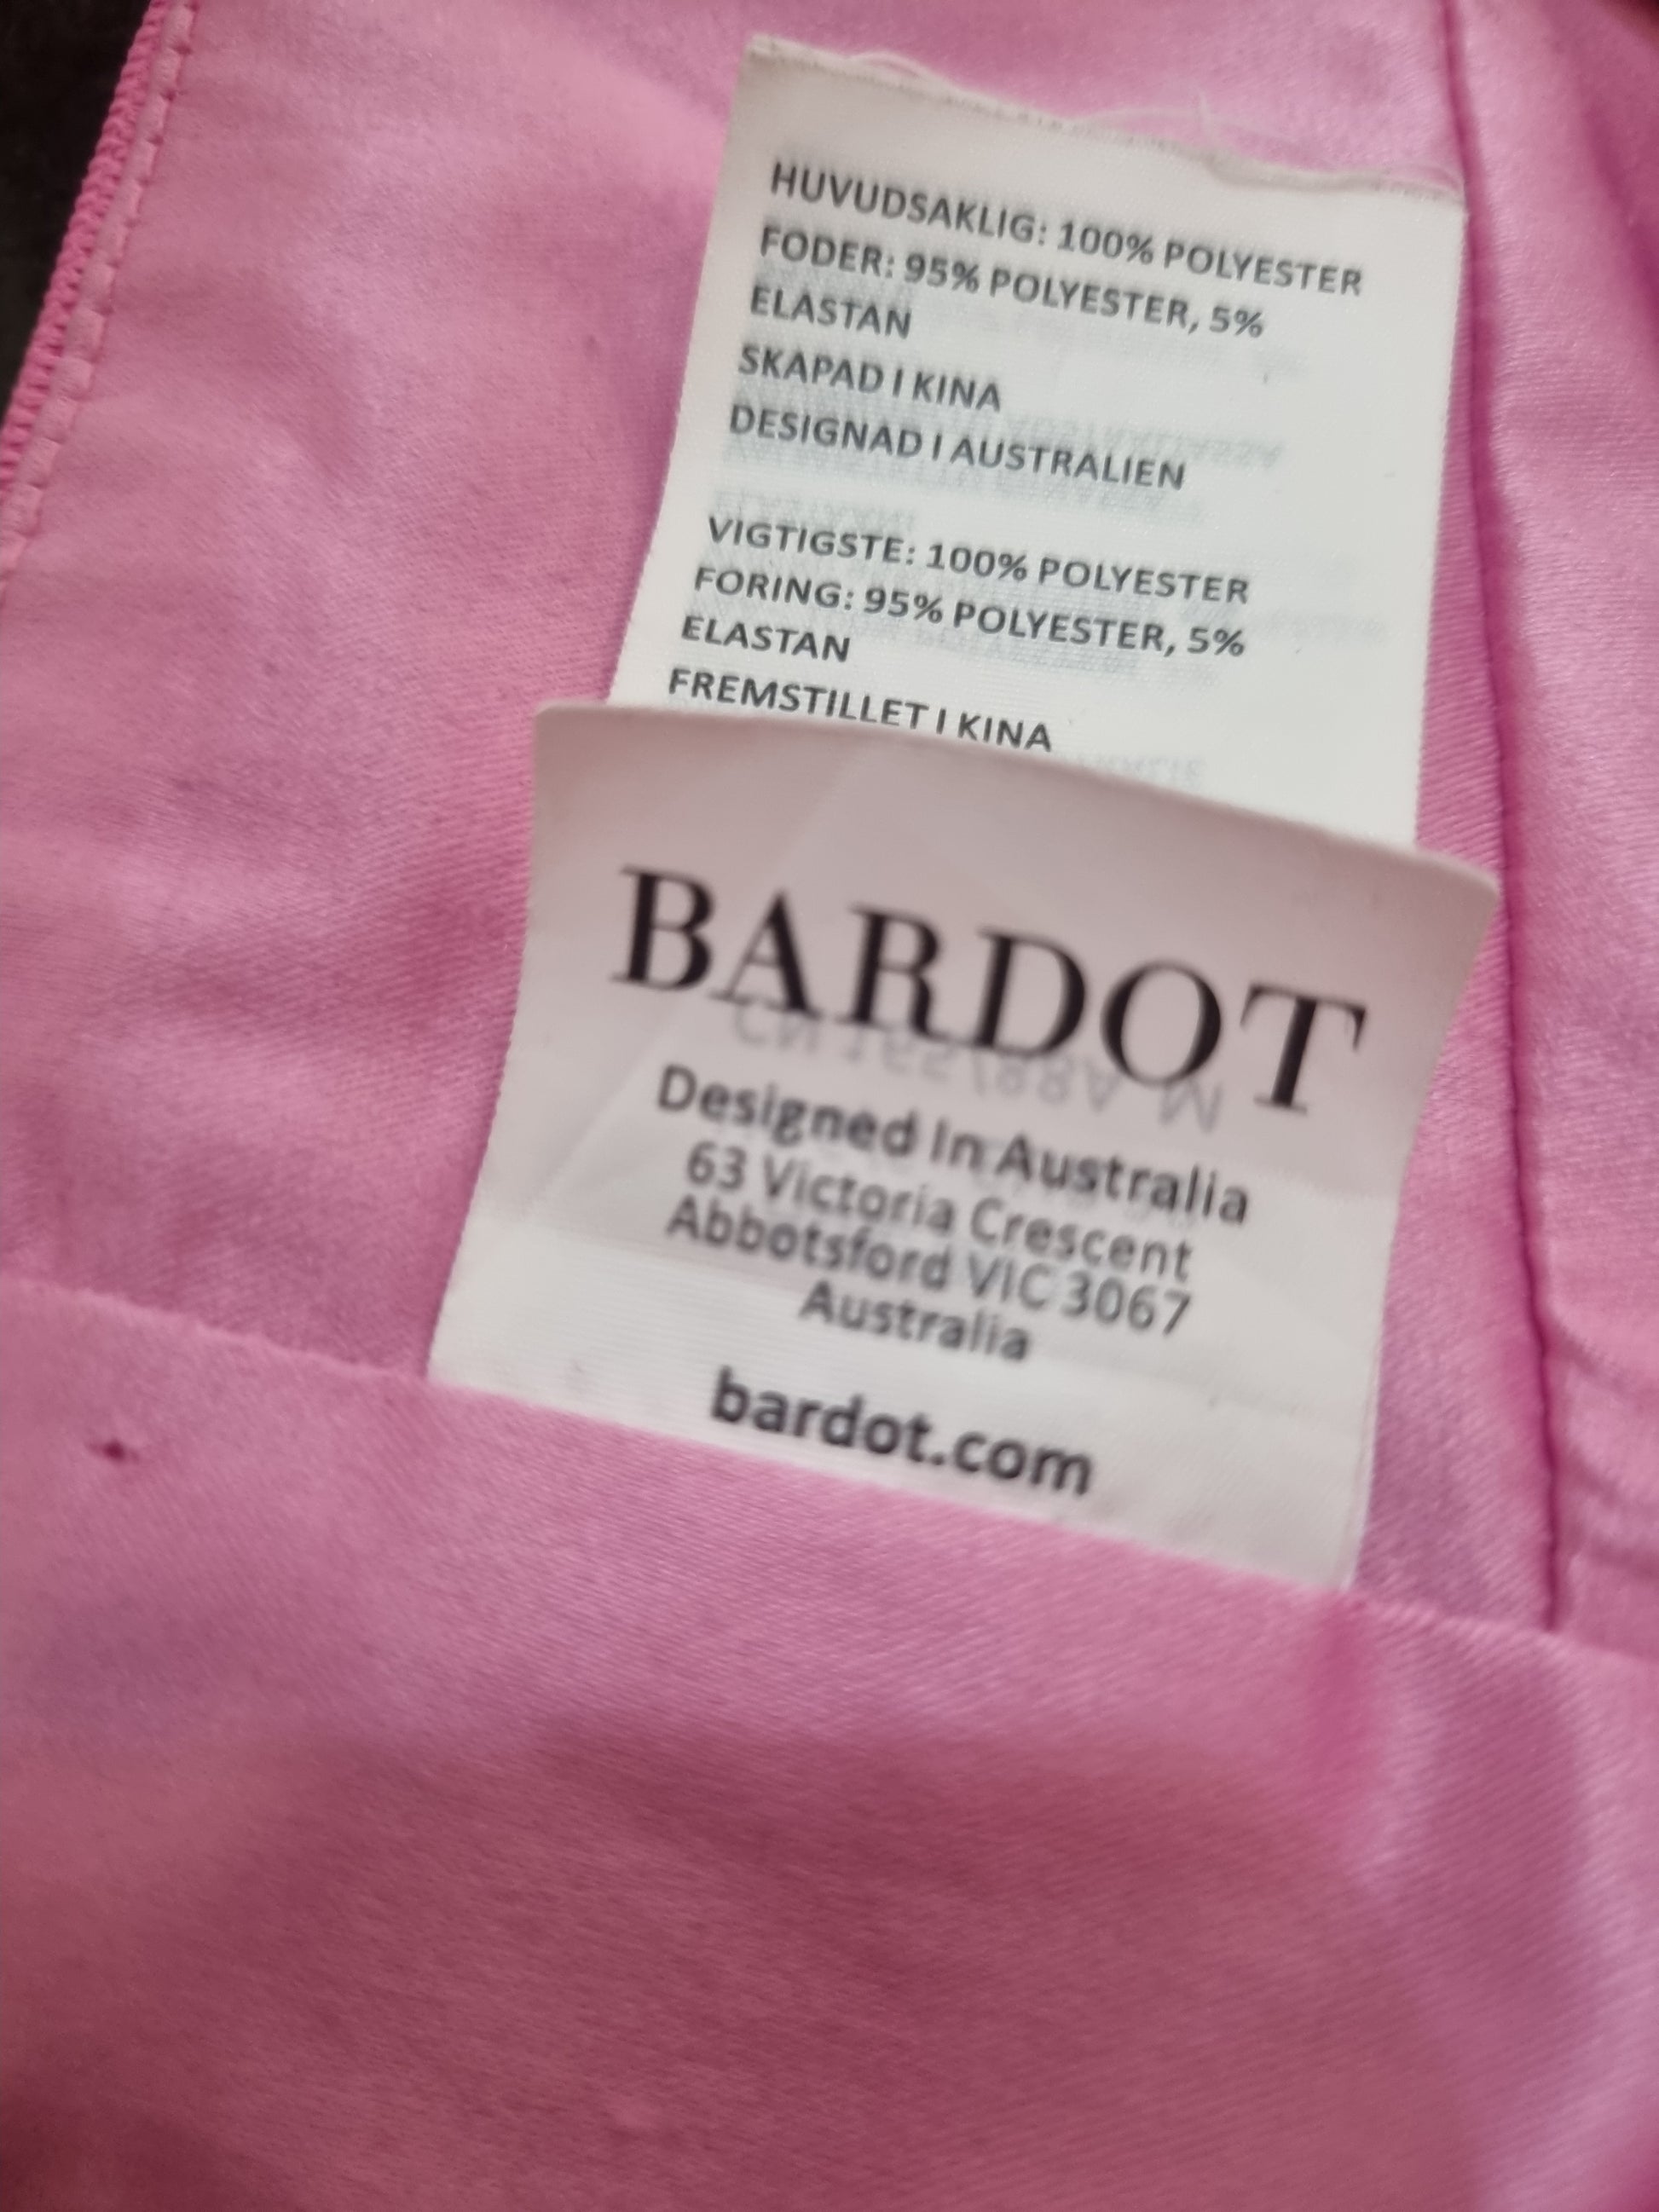 HUVUDSAKLIG: 100% POLYESTER
FODER: 95% POLYESTER, 5%
ELASTAN
SKAPAD I KINA
DESIGNAD I AUSTRALIEN
VIGTIGSTE: 100% POLYESTER
FORING: 95% POLYESTER, 5%
ELASTAN
FREMSTILLET I KINA
BARDOT
Designed In Australia
63 Victoria Crescent
Abbotsford VIC 3067
Australia
bardot.com